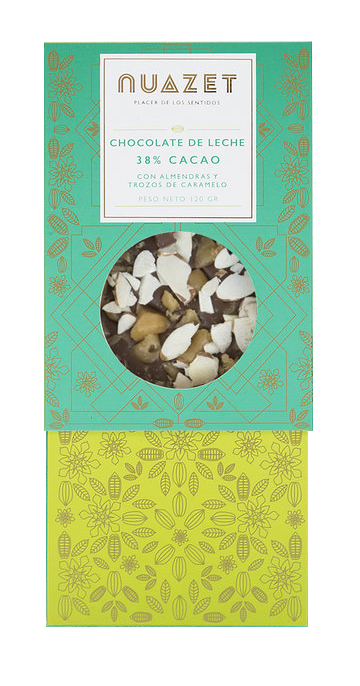 NUAZET
PLACER DE LOS SENTIDOS
CHOCOLATE DE LECHE
38% CACAO
CON ALMENDRAS Y
TROZOS DE CARAMELO
PESO NETO 120 GR